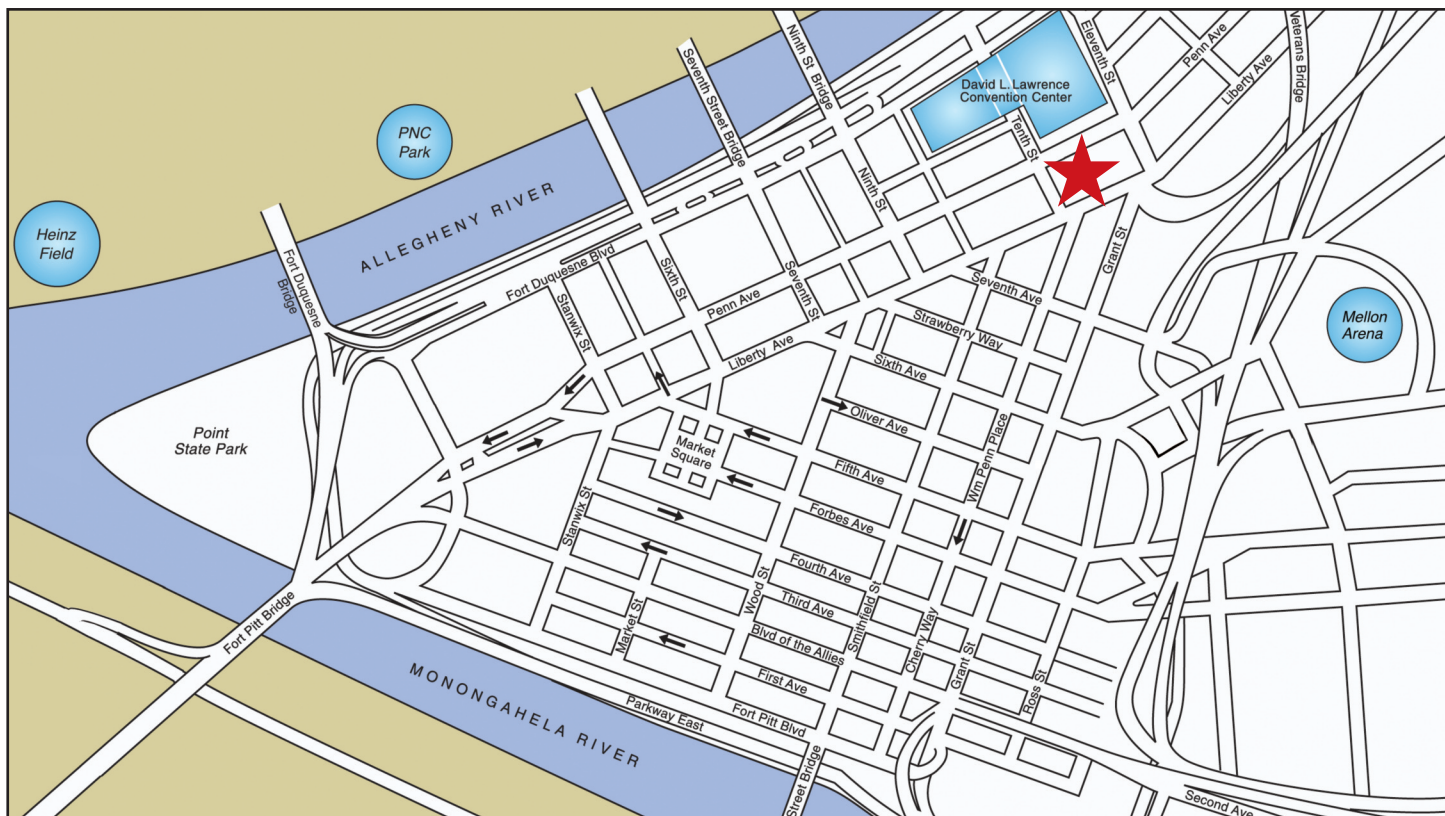 Ninth St Bridge
Seventh Street Bridge
Eleventh St
Penn Ave
Liberty Ave
Veterans Bridge
David L. Lawrence
Convention Center
Tenth St
PNC
Park
Heinz
Field
ALLEGHENY RIVER
Ninth St
Fort Duquesne
Bridge
Fort Duquesne Blvd
Sixth St
Seventh St
Grant St
Stanwix St
Penn Ave
Seventh Ave
Strawberry Way
Mellon
Arena
Liberty Ave
Sixth Ave
Oliver Ave
Point
State Park
Market
Square
Fifth Ave
Wm Penn Place
Stanwix St
Forbes Ave
Fourth Ave
Wood St
Third Ave
Smithfield St
Market St
Blvd of the Allies
Cherry Way
Grant St
Ross St
Fort Pitt Bridge
First Ave
Fort Pitt Blvd
Parkway East
MONONGAHELA RIVER
Street Bridge
Second Ave